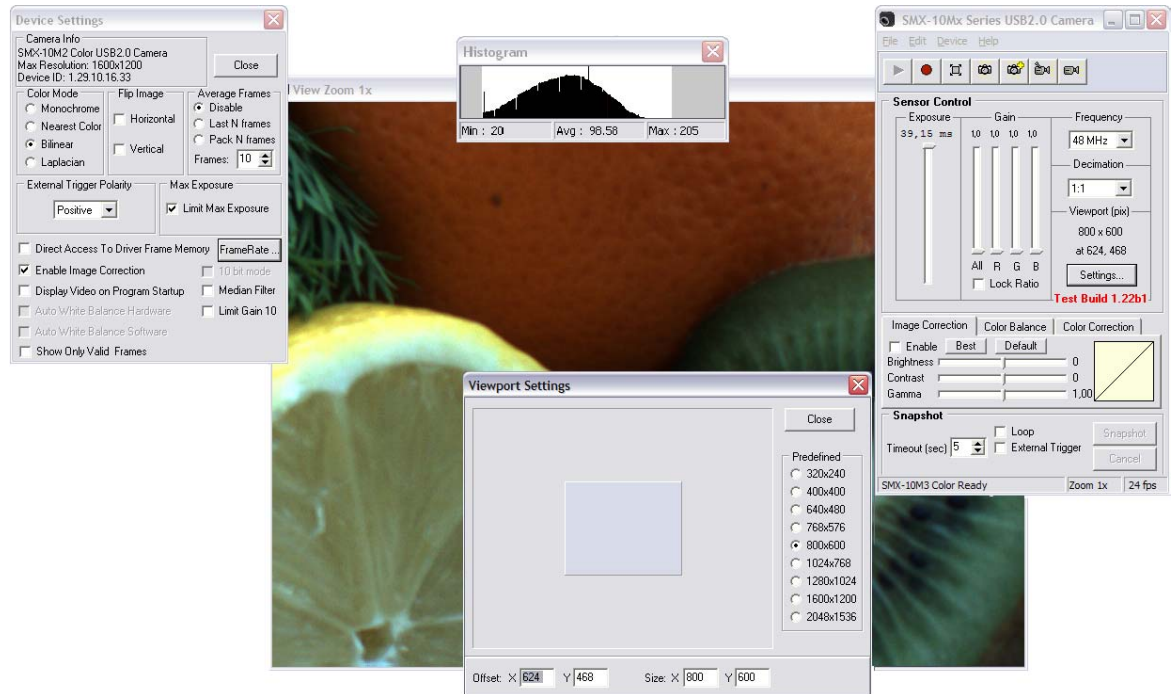 Device Settings
Camera Info
SMX-10M2 Color USB2.0 Camera
Max Resolution: 1600x1200
Device ID: 1.29.10.16.33
Close
Color Mode
Monochrome
Nearest Color
Bilinear
Laplacian
Flip Image
Horizontal
Vertical
Average Frames
Disable
Last N frames
Pack N frames
Frames: 10
External Trigger Polarity
Positive
Max Exposure
Limit Max Exposure
Direct Access To Driver Frame Memory
FrameRate ...
Enable Image Correction
10 bit mode
Display Video on Program Startup
Median Filter
Auto White Balance Hardware
Limit Gain 10
Auto White Balance Software
Show Only Valid Frames
View Zoom 1x
Histogram
Min : 20
Avg : 98.58
Max : 205
Viewport Settings
Close
Predefined
320x240
400x400
640x480
768x576
800x600
1024x768
1280x1024
1600x1200
2048x1536
Offset: X 624 Y 468 Size: X 800 Y 600
SMX-10Mx Series USB2.0 Camera
File Edit Device Help
Sensor Control
Exposure
39,15 ms
Gain
1,0 1,0 1,0 1,0
All R G B
Lock Ratio
Frequency
48 MHz
Decimation
1:1
Viewport (pix)
800 x 600
at 624, 468
Settings...
Test Build 1.22b1
Image Correction Color Balance Color Correction
Enable Best Default
Brightness 0
Contrast 0
Gamma 1,00
Snapshot
Timeout (sec) 5
Loop
External Trigger
Snapshot
Cancel
SMX-10M3 Color Ready Zoom 1x 24 fps